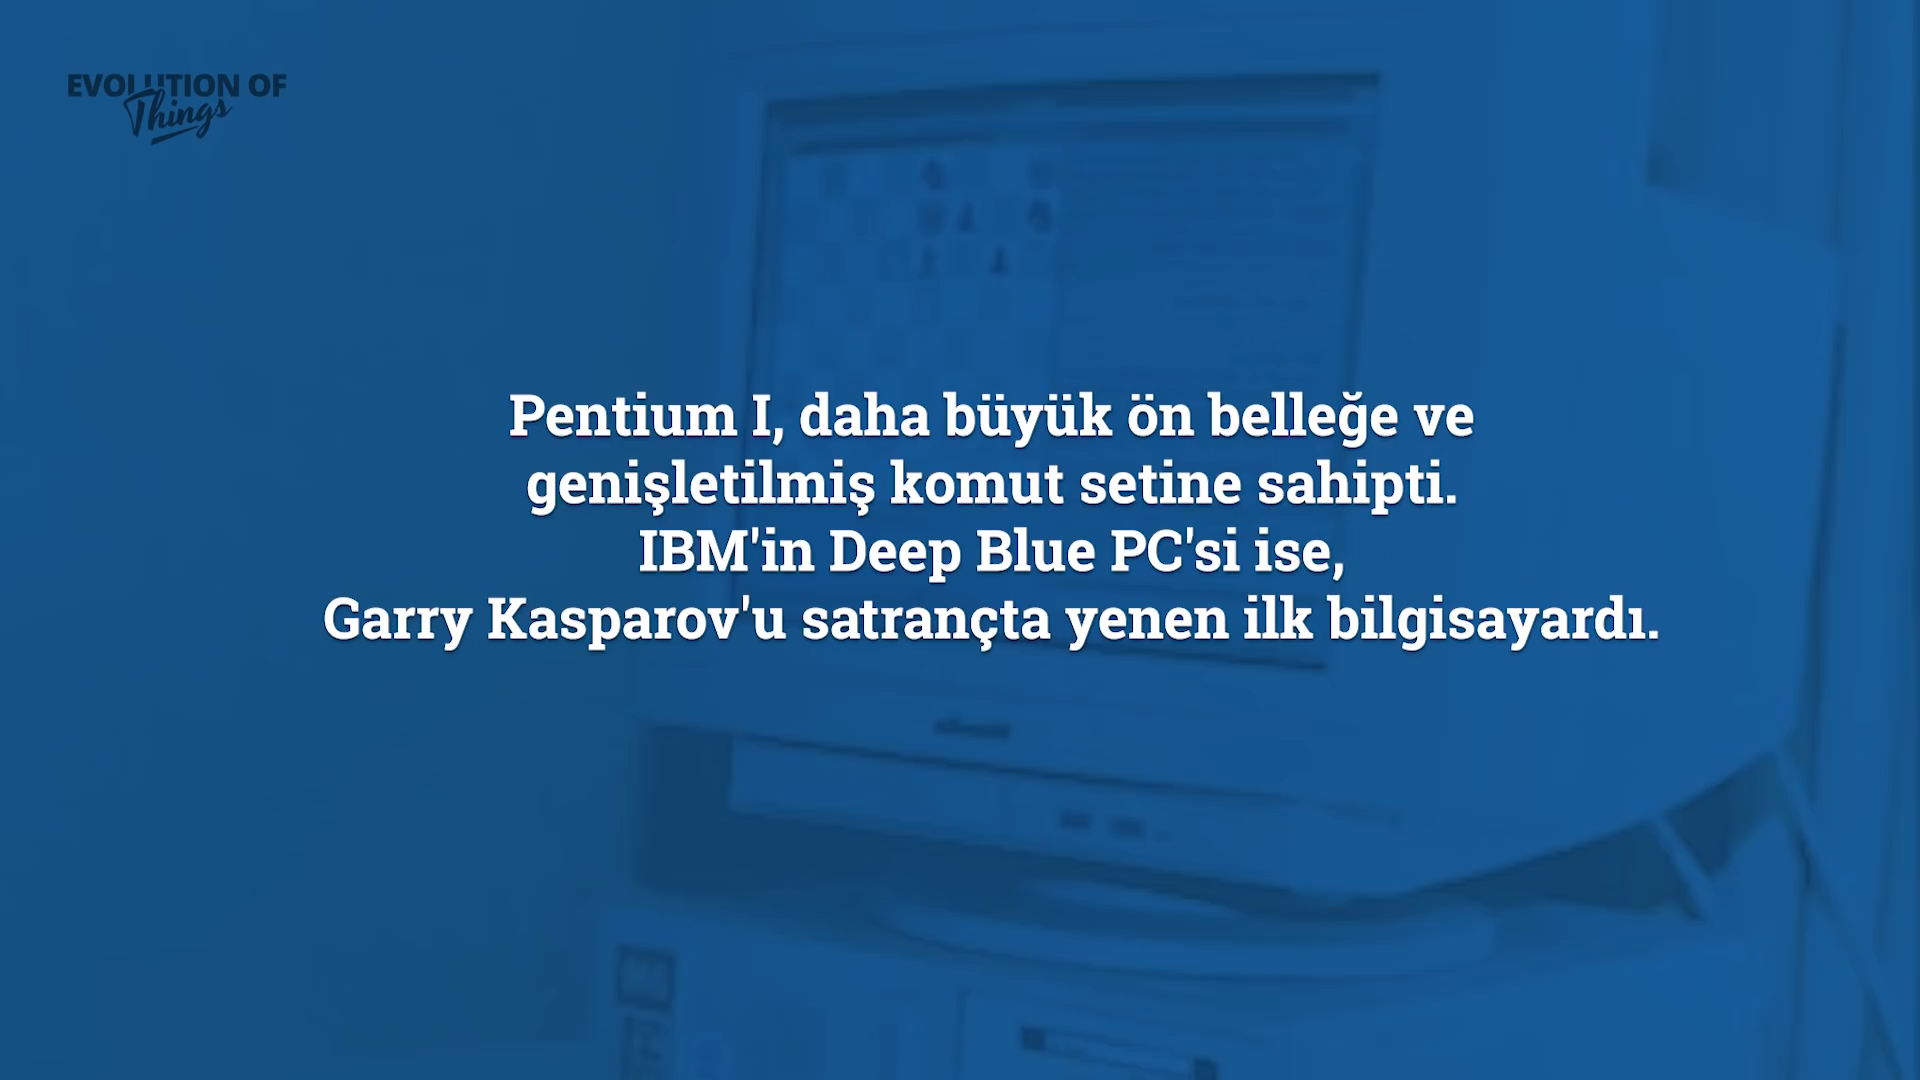 EVOLUTION OF
Things
Pentium I, daha büyük ön belleğe ve
genişletilmiş komut setine sahipti.
IBM'in Deep Blue PC'si ise,
Garry Kasparov'u satrançta yenen ilk bilgisayardı.